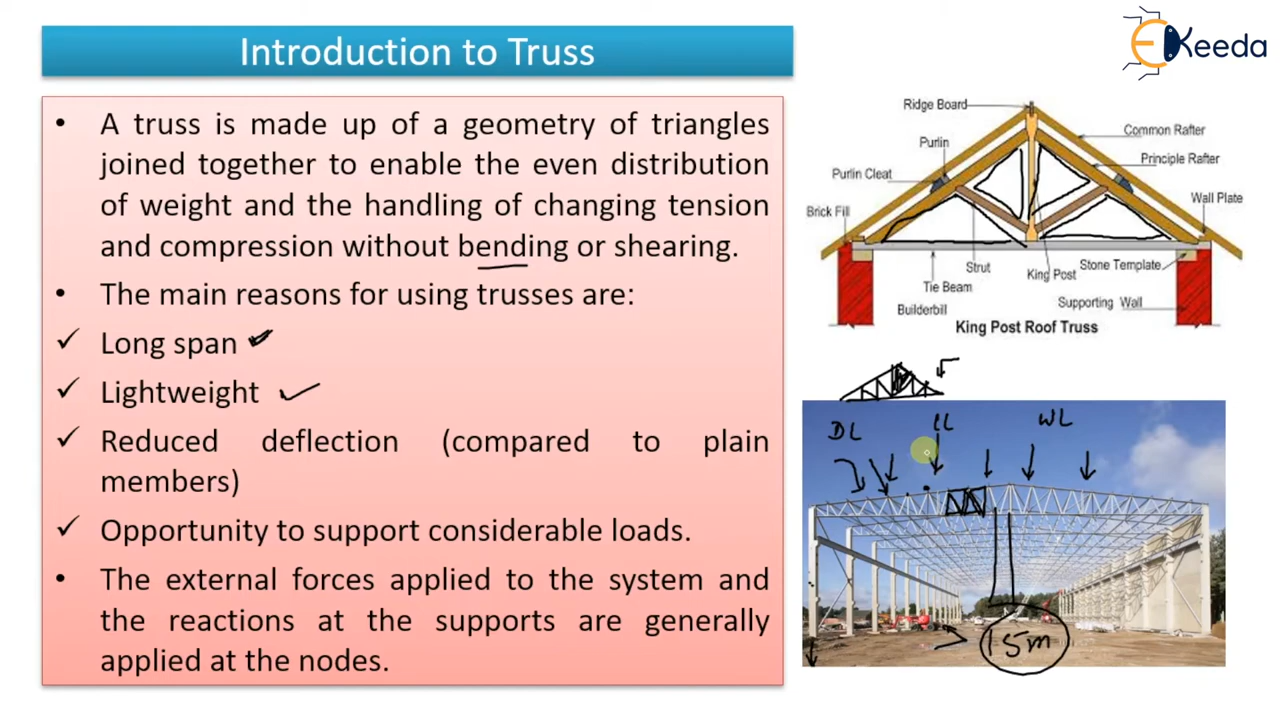 Introduction to Truss
Keeda
• A truss is made up of a geometry of triangles
joined together to enable the even distribution
of weight and the handling of changing tension
and compression without bending or shearing.
• The main reasons for using trusses are:
✓ Long span
✓ Lightweight
✓ Reduced deflection (compared to plain
members)
✓ Opportunity to support considerable loads.
• The external forces applied to the system and
the reactions at the supports are generally
applied at the nodes.
Ridge Board
Common Rafter
Purlin
Principle Rafter
Purlin Cleat
Wall Plate
Brick Fill
Strut
King Post
Stone Template
Tie Beam
Builderbill
Supporting Wall
King Post Roof Truss
DL
LL
WL
> 15m